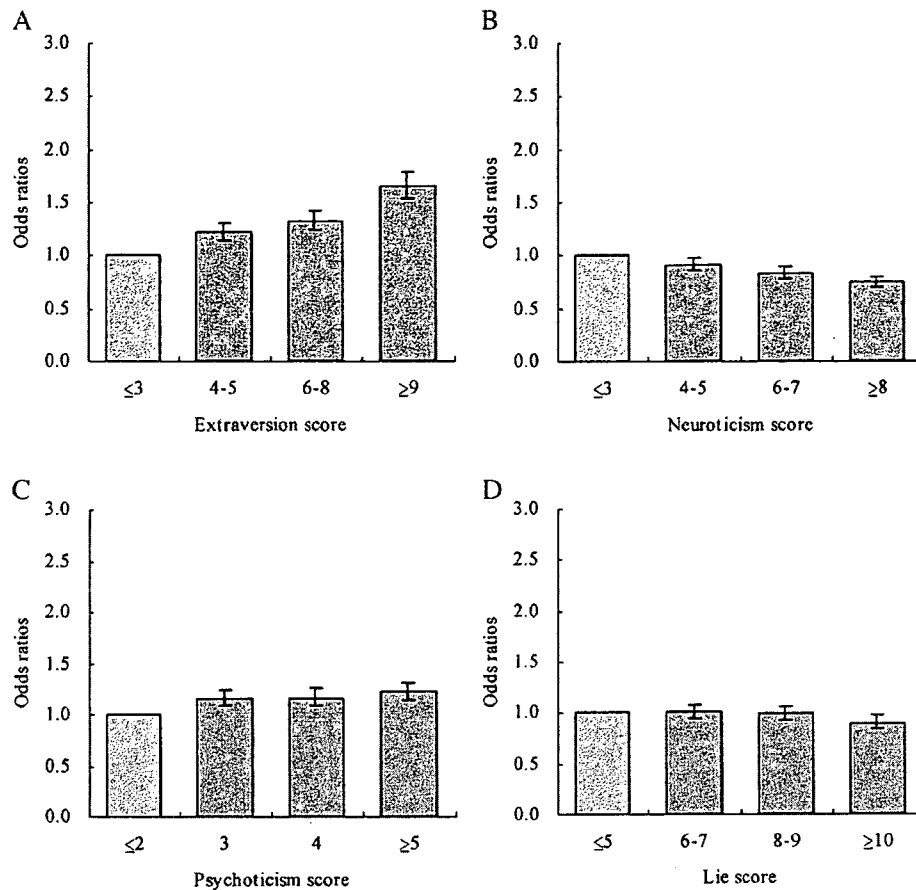 A
3.0
2.5
2.0
1.5
1.0
0.5
0.0
Odds ratios
≤3 4-5 6-8 ≥9
Extraversion score
B
3.0
2.5
2.0
1.5
1.0
0.5
0.0
Odds ratios
≤3 4-5 6-7 ≥8
Neuroticism score
C
3.0
2.5
2.0
1.5
1.0
0.5
0.0
Odds ratios
≤2 3 4 ≥5
Psychoticism score
D
3.0
2.5
2.0
1.5
1.0
0.5
0.0
Odds ratios
≤5 6-7 8-9 ≥10
Lie score